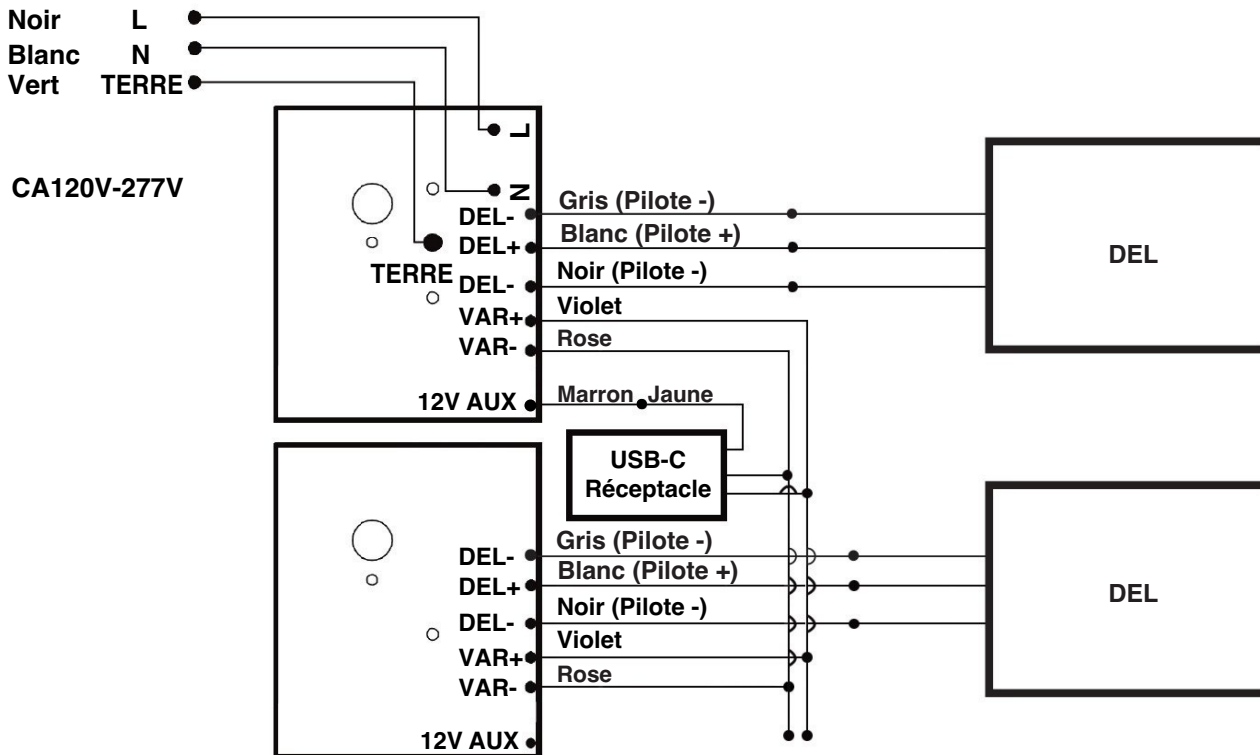 Noir L
Blanc N
Vert TERRE
CA120V-277V
L
N
TERRE
DEL-
DEL+
DEL-
VAR+
VAR-
12V AUX
Gris (Pilote -)
Blanc (Pilote +)
Noir (Pilote -)
Violet
Rose
Marron Jaune
DEL
USB-C
Réceptacle
DEL-
DEL+
DEL-
VAR+
VAR-
12V AUX
Gris (Pilote -)
Blanc (Pilote +)
Noir (Pilote -)
Violet
Rose
DEL